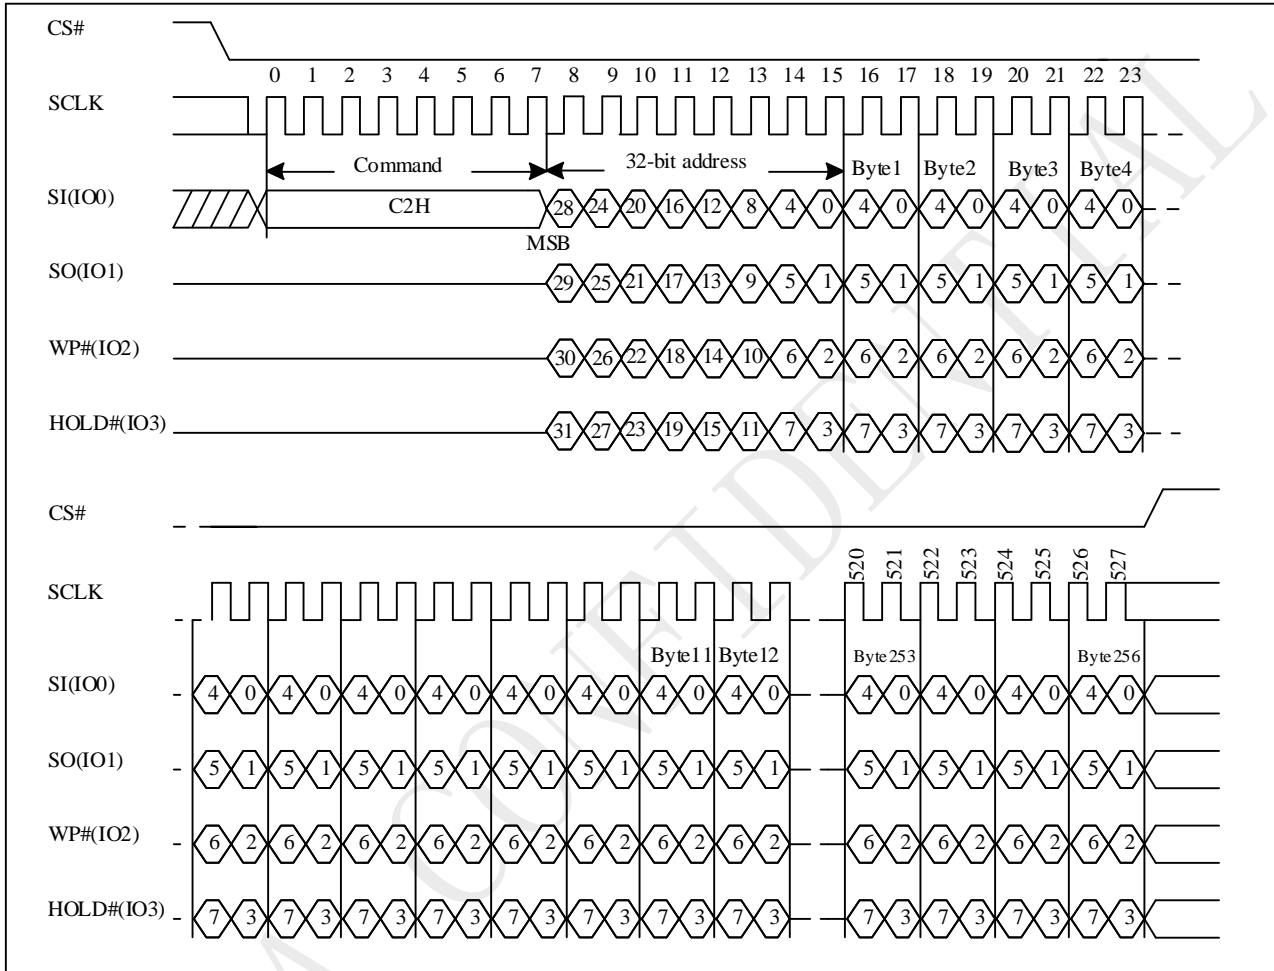 CS#
0 1 2 3 4 5 6 7 8 9 10 11 12 13 14 15 16 17 18 19 20 21 22 23
SCLK
Command 32-bit address Byte1 Byte2 Byte3 Byte4
SI(IO0) C2H 28 24 20 16 12 8 4 0 4 0 4 0 4 0 4 0
MSB
SO(IO1) 29 25 21 17 13 9 5 1 5 1 5 1 5 1 5 1
WP#(IO2) 30 26 22 18 14 10 6 2 6 2 6 2 6 2 6 2
HOLD#(IO3) 31 27 23 19 15 11 7 3 7 3 7 3 7 3 7 3
CS#
520 521 522 523 524 525 526 527
SCLK
Byte11 Byte12 Byte253 Byte256
SI(IO0) 4 0 4 0 4 0 4 0 4 0 4 0 4 0 4 0 4 0 4 0 4 0 4 0
SO(IO1) 5 1 5 1 5 1 5 1 5 1 5 1 5 1 5 1 5 1 5 1 5 1 5 1
WP#(IO2) 6 2 6 2 6 2 6 2 6 2 6 2 6 2 6 2 6 2 6 2 6 2 6 2
HOLD#(IO3) 7 3 7 3 7 3 7 3 7 3 7 3 7 3 7 3 7 3 7 3 7 3 7 3
CONFIDENTIAL